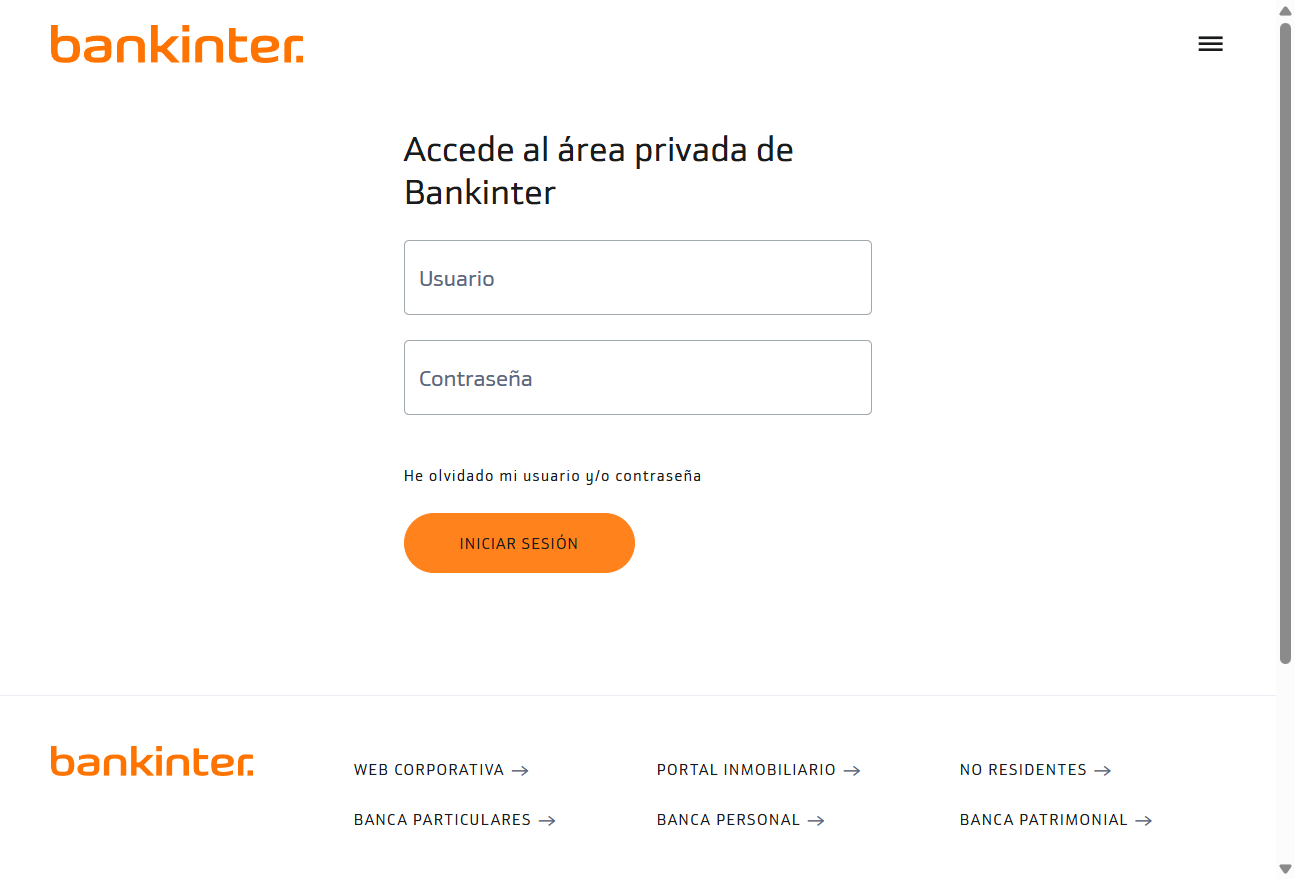 bankinter.
Accede al área privada de
Bankinter
Usuario
Contraseña
He olvidado mi usuario y/o contraseña
INICIAR SESIÓN
bankinter.
WEB CORPORATIVA
PORTAL INMOBILIARIO
NO RESIDENTES
BANCA PARTICULARES
BANCA PERSONAL
BANCA PATRIMONIAL